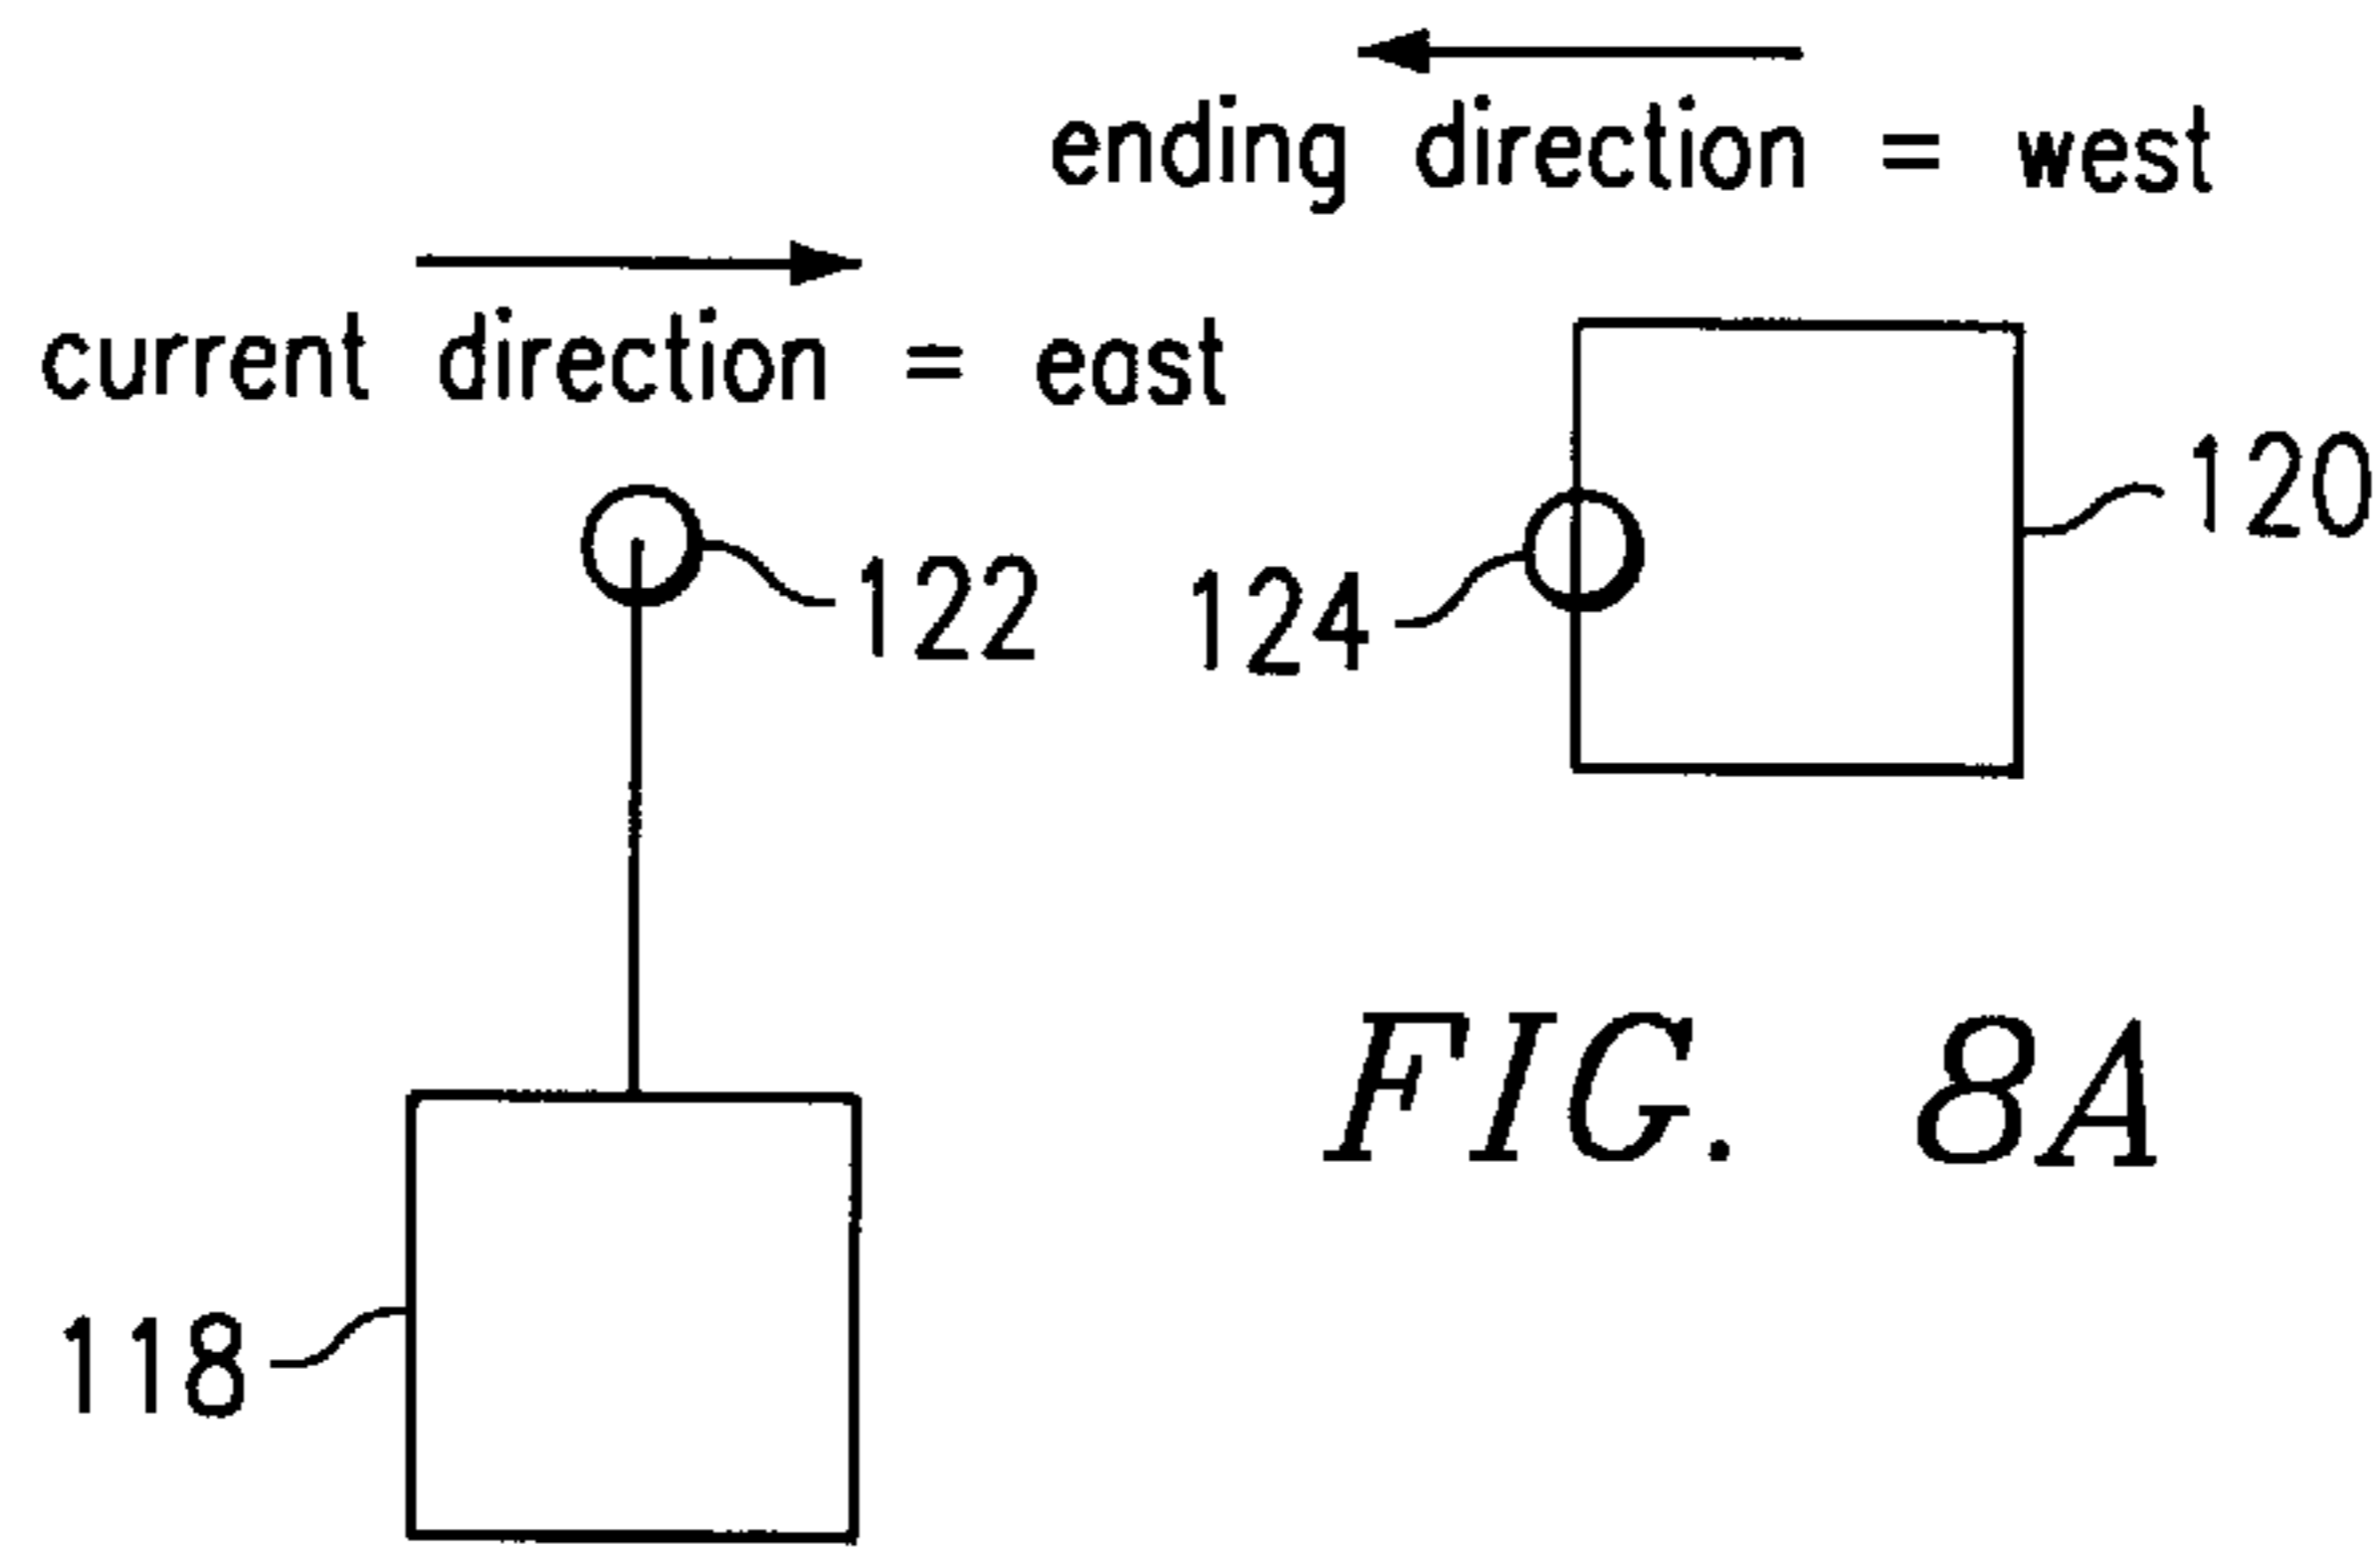 ending direction = west
current direction = east
120
122
124
FIG. 8A
118